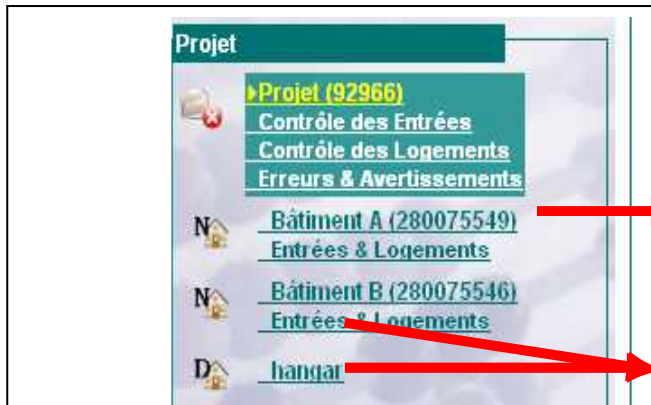 Projet
Projet (92966)
Contrôle des Entrées
Contrôle des Logements
Erreurs & Avertissements
N
Bâtiment A (280075549)
Entrées & Logements
N
Bâtiment B (280075546)
Entrées & Logements
D
hangar